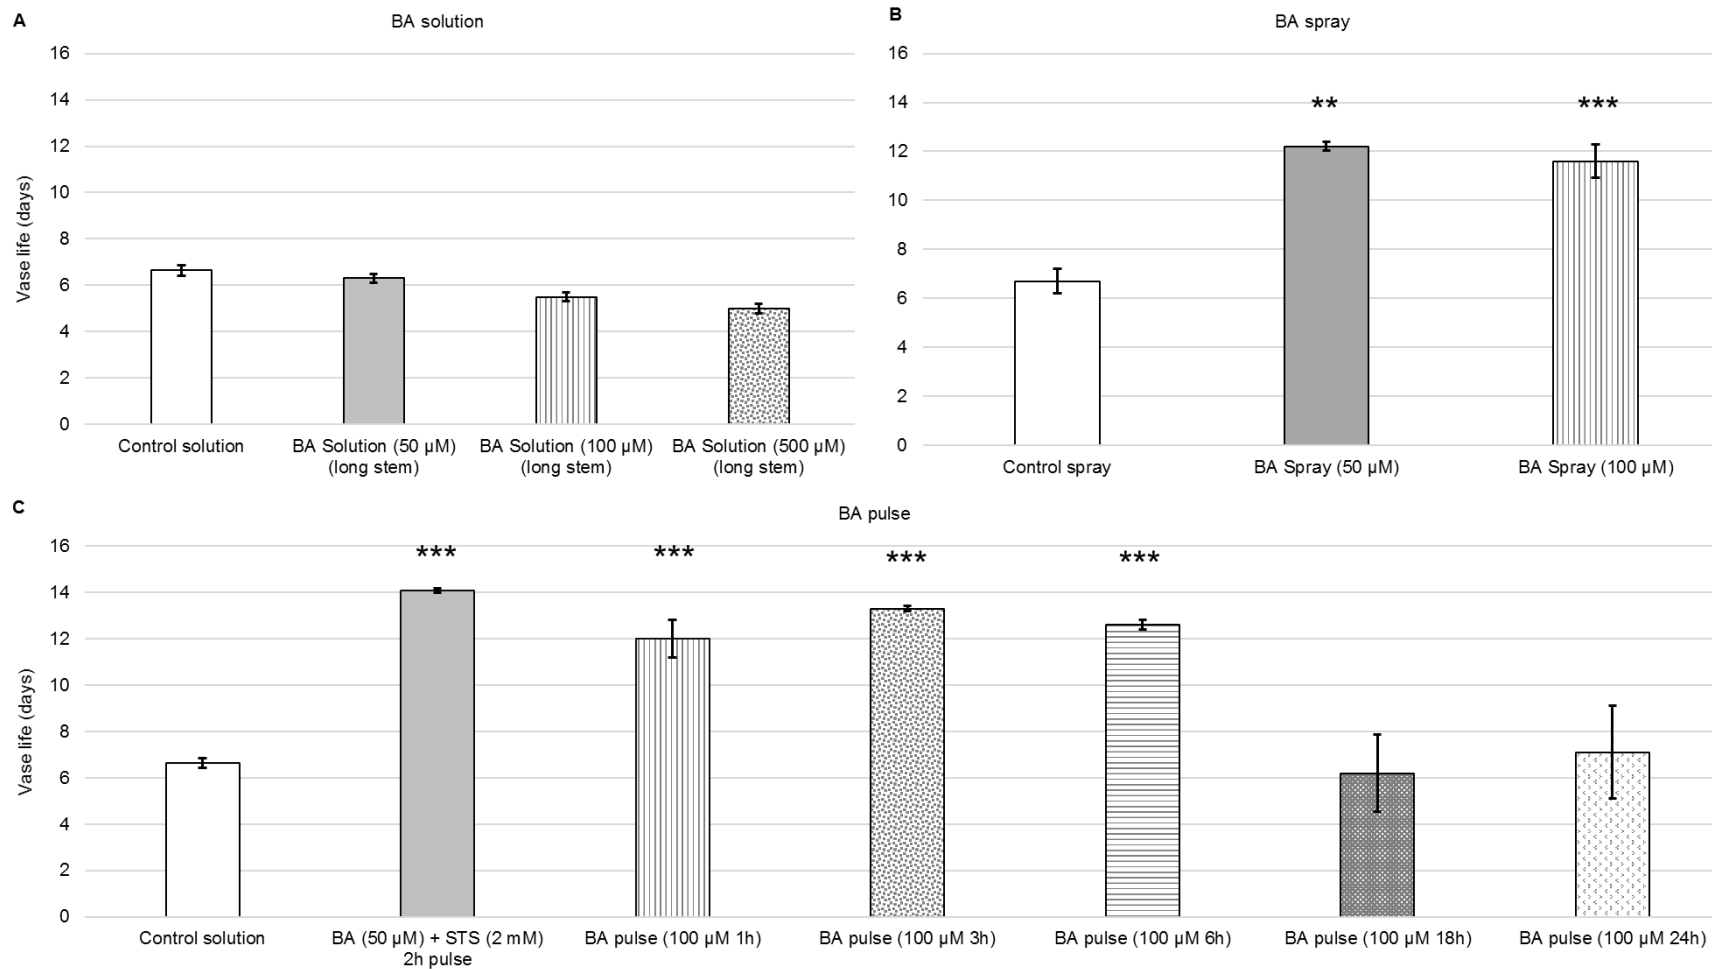 A
BA solution
16
14
12
10
8
6
4
2
0
Vase life (days)
Control solution
BA Solution (50 µM)
(long stem)
BA Solution (100 µM)
(long stem)
BA Solution (500 µM)
(long stem)
B
BA spray
16
14
12
10
8
6
4
2
0
**
***
Control spray
BA Spray (50 µM)
BA Spray (100 µM)
C
BA pulse
16
14
12
10
8
6
4
2
0
Vase life (days)
***
***
***
***
Control solution
BA (50 µM) + STS (2 mM)
2h pulse
BA pulse (100 µM 1h)
BA pulse (100 µM 3h)
BA pulse (100 µM 6h)
BA pulse (100 µM 18h)
BA pulse (100 µM 24h)